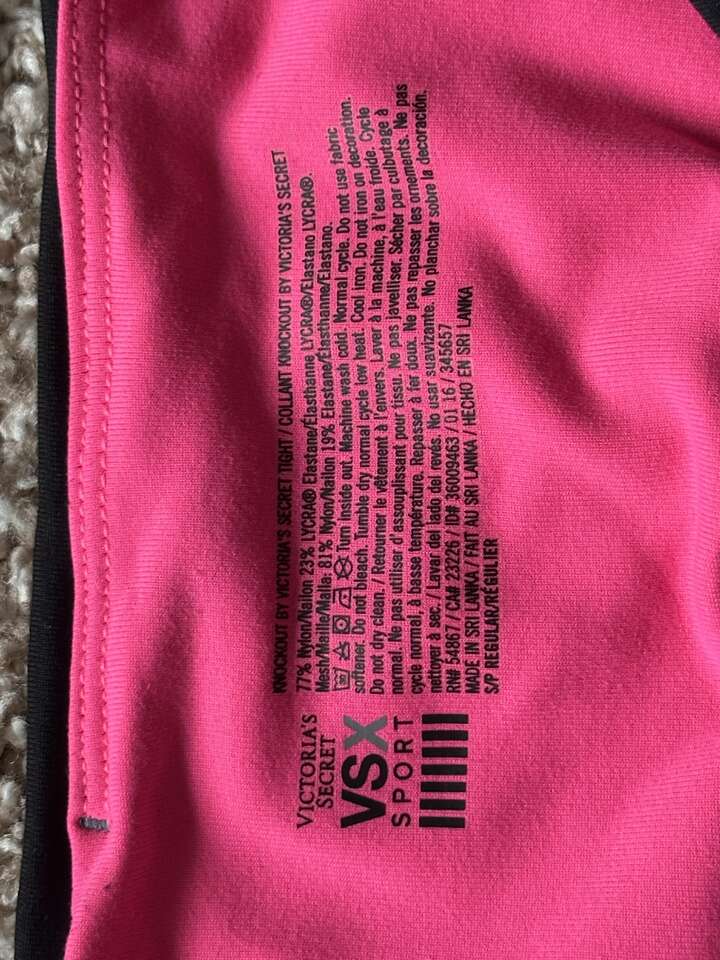 VICTORIA'S
SECRET
VSX
SPORT
KNOCKOUT BY VICTORIA'S SECRET TIGHT / COLLANT KNOCKOUT BY VICTORIA'S SECRET
77% Nylon/Nailon 23% LYCRA® Elastane/Élasthanne LYCRA®/Elastano LYCRA®.
Mesh/Maille/Malla: 81% Nylon/Nailon 19% Elastane/Élasthanne/Elastano.
Turn inside out. Machine wash cold. Normal cycle. Do not use fabric
softener. Do not bleach. Tumble dry normal cycle low heat. Cool iron. Do not iron on decoration.
Do not dry clean. / Retourner le vêtement à l'envers. Laver à la machine, à l'eau froide. Cycle
normal. Ne pas utiliser d'assouplissant pour tissu. Ne pas javelliser. Sécher par culbutage à
cycle normal, à basse température. Repasser à fer doux. Ne pas repasser les ornements. Ne pas
nettoyer à sec. / Lavar del lado del revés. No usar suavizante. No planchar sobre la decoración.
RN# 54867 / CA# 23226 / ID# 36009463 / 01 16 / 345657
MADE IN SRI LANKA / FAIT AU SRI LANKA / HECHO EN SRI LANKA
S/P REGULAR/RÉGULIER